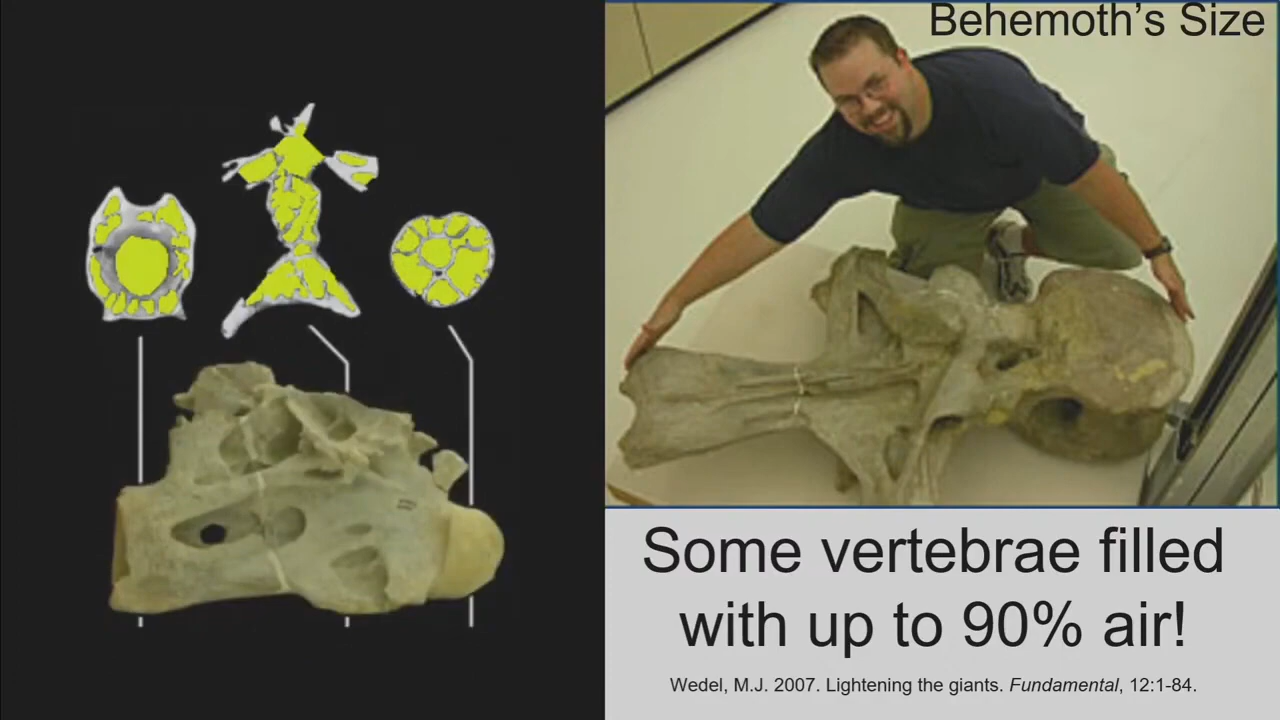 Behemoth’s Size
Some vertebrae filled
with up to 90% air!
Wedel, M.J. 2007. Lightening the giants. Fundamental, 12:1-84.